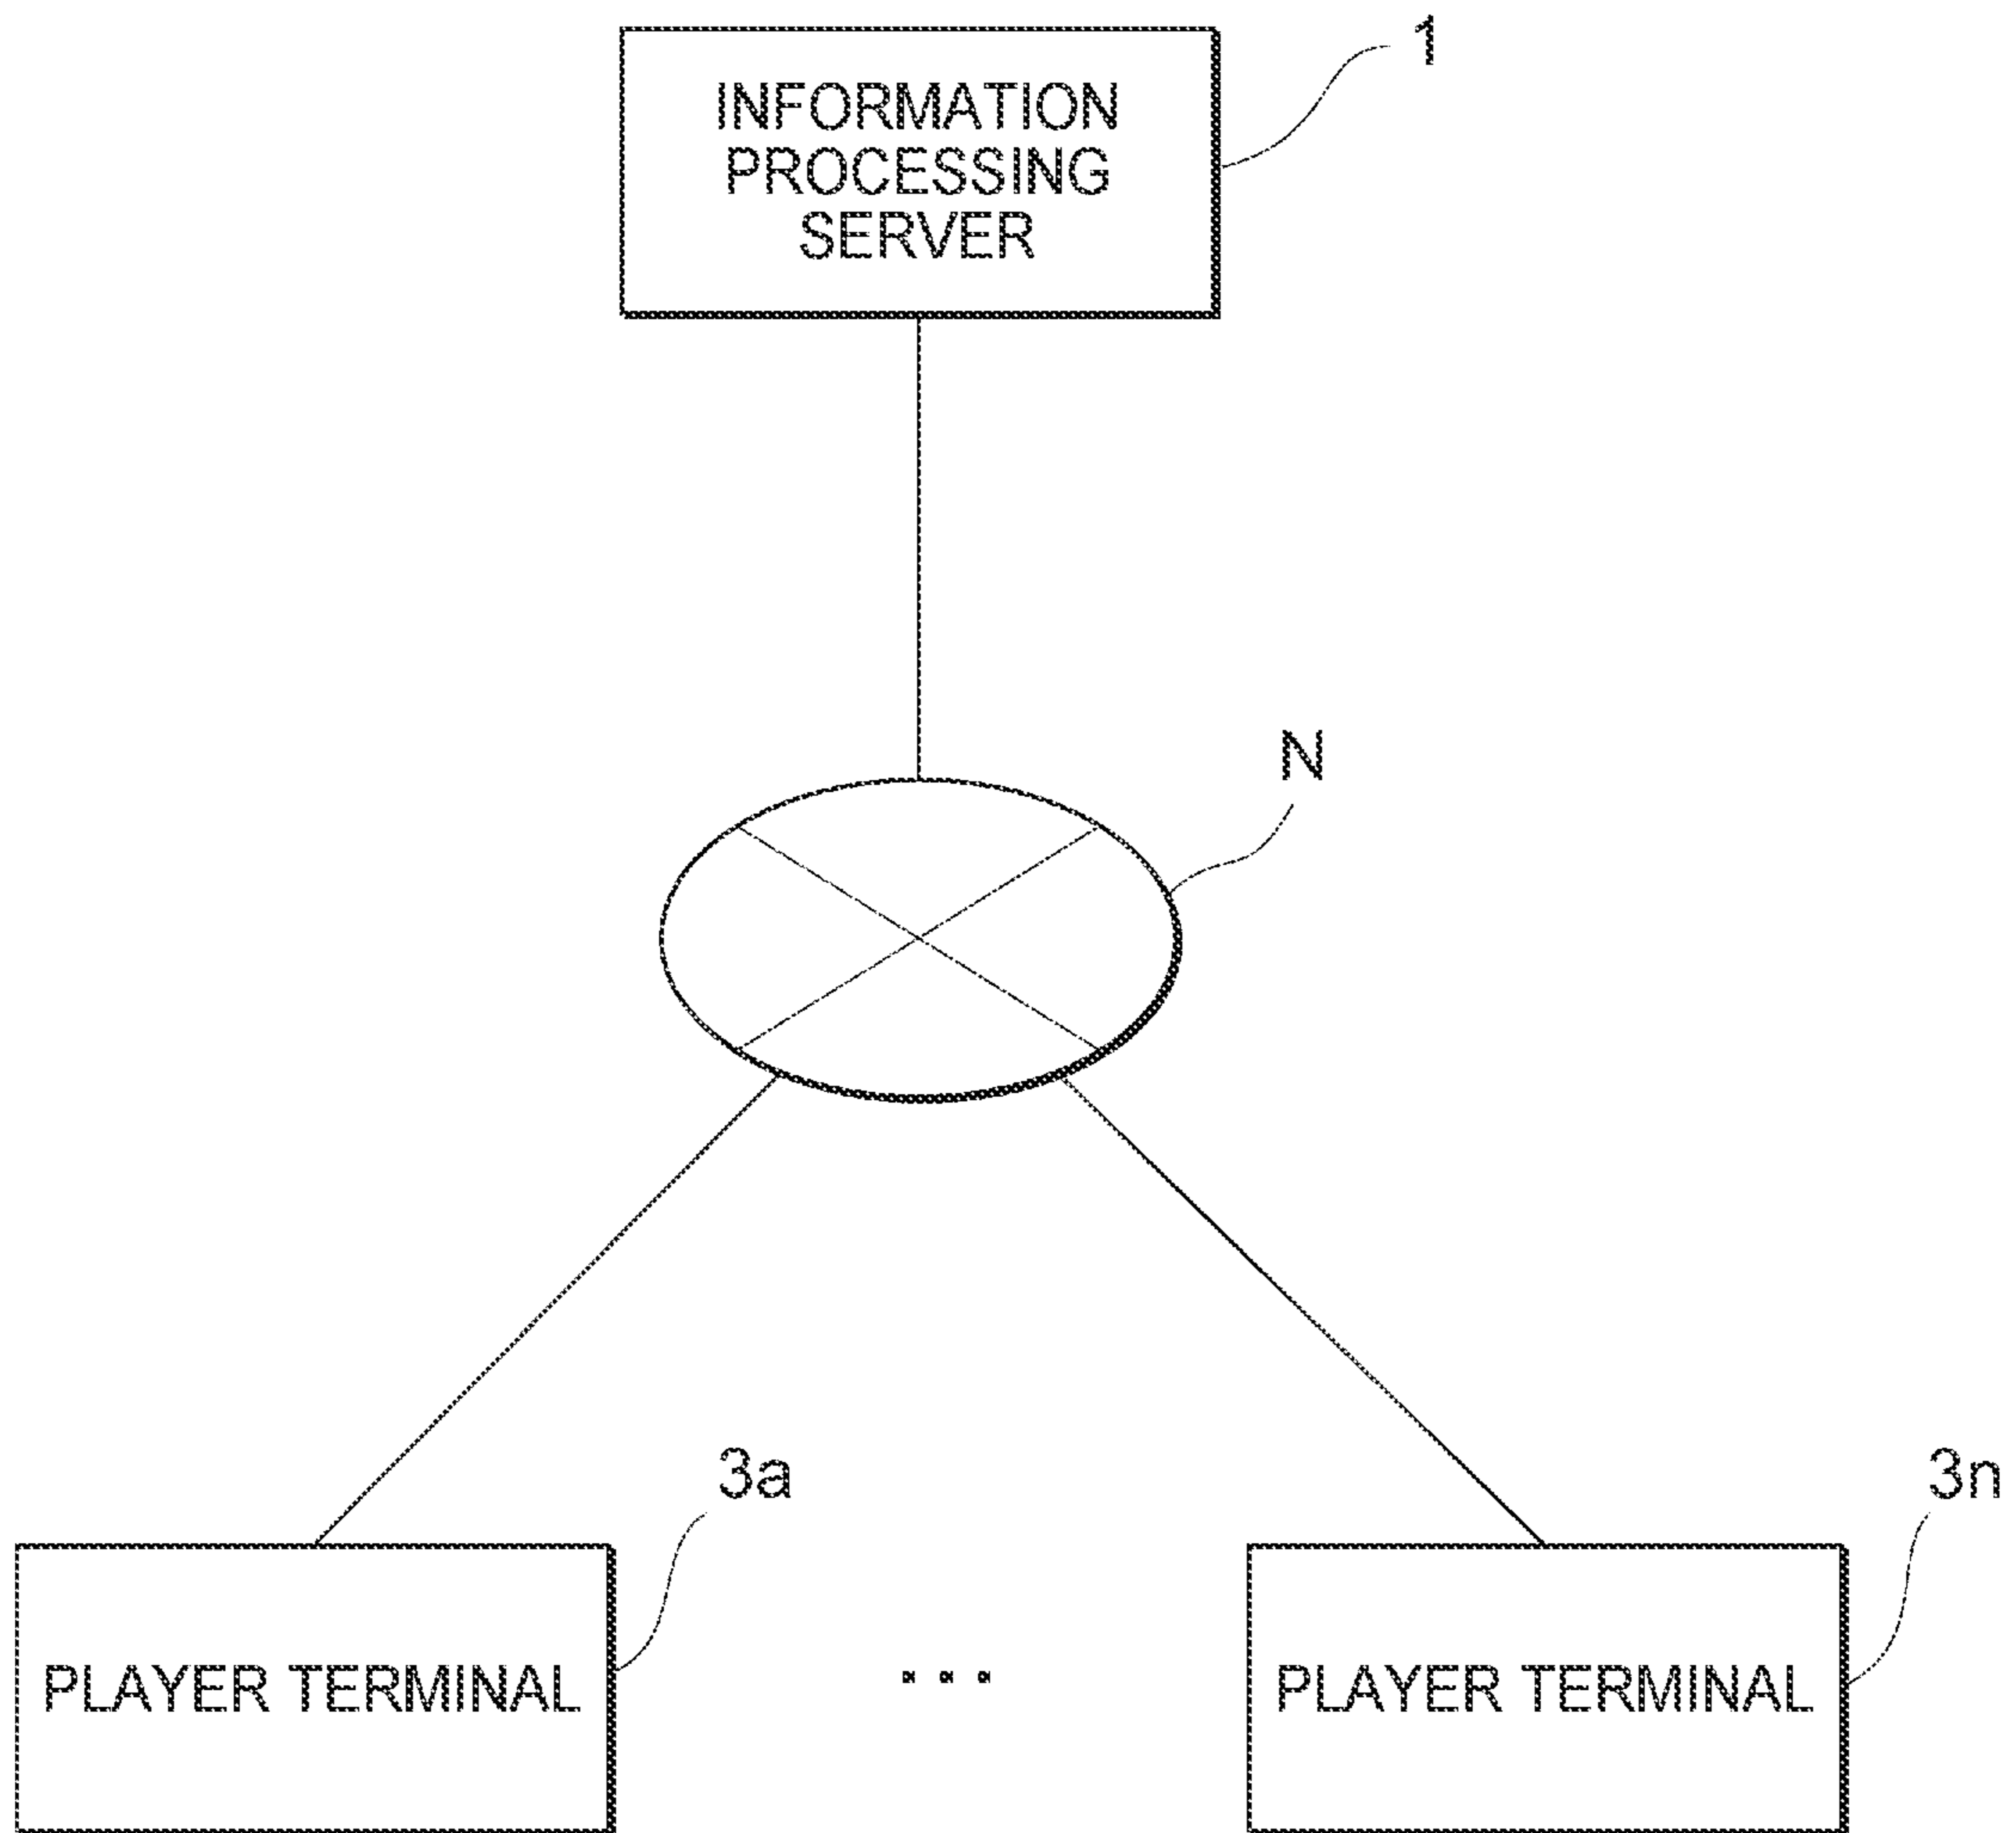 1
INFORMATION
PROCESSING
SERVER
N
3a
3n
PLAYER TERMINAL
...
PLAYER TERMINAL